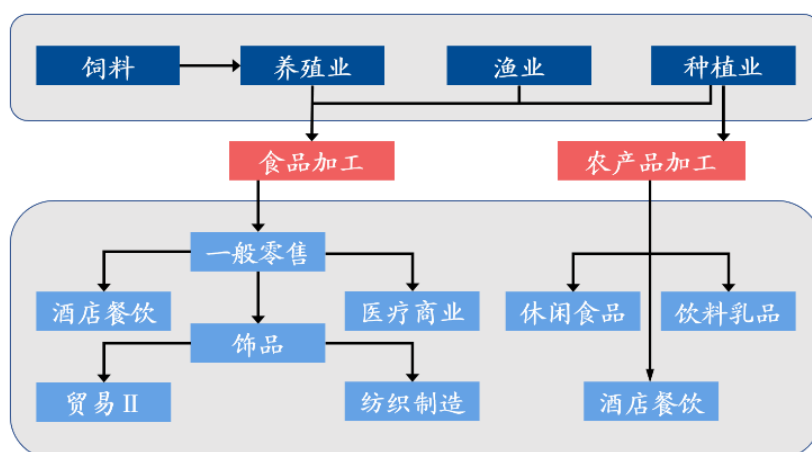 饲料
养殖业
渔业
种植业
食品加工
农产品加工
一般零售
酒店餐饮
医疗商业
休闲食品
饮料乳品
饰品
贸易Ⅱ
纺织制造
酒店餐饮